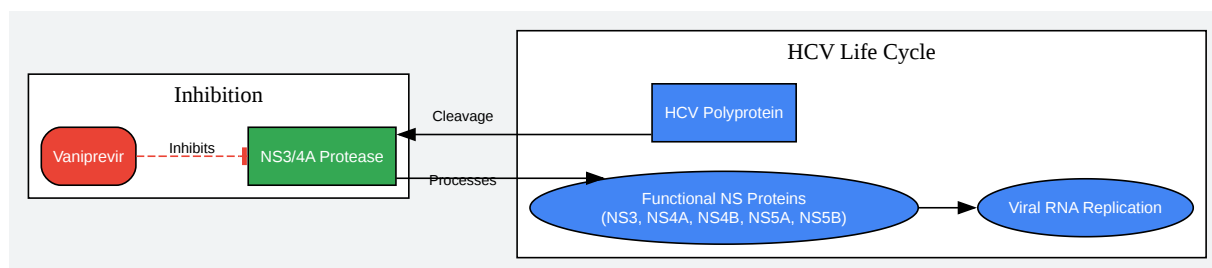 HCV Life Cycle
Inhibition
HCV Polyprotein
Cleavage
Vaniprevir
Inhibits
NS3/4A Protease
Processes
Functional NS Proteins
(NS3, NS4A, NS4B, NS5A, NS5B)
Viral RNA Replication